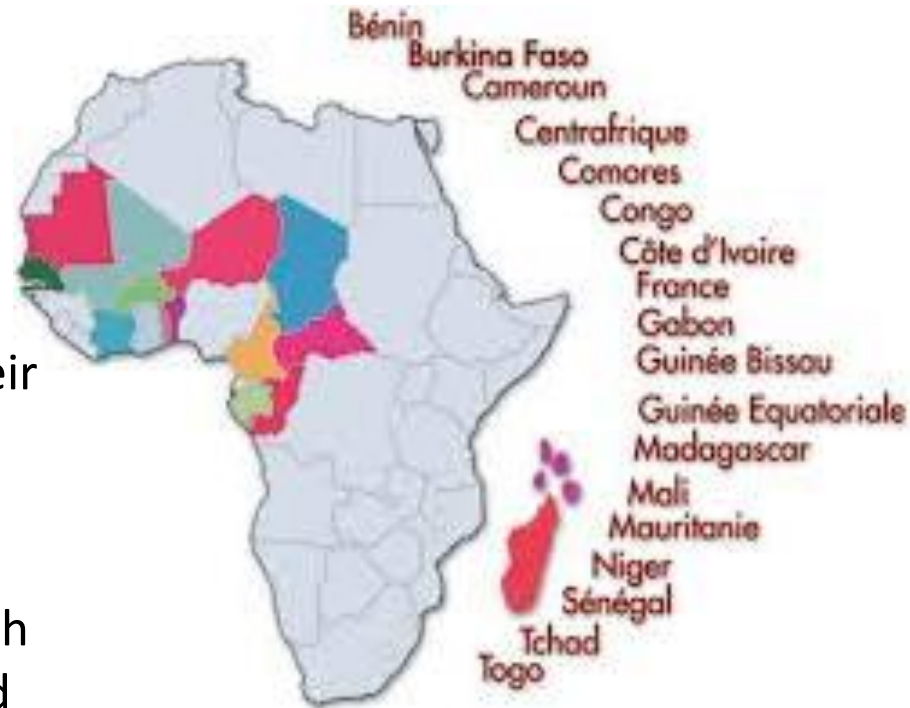 Bénin
Burkina Faso
Cameroun
Centrafrique
Comores
Congo
Côte d'Ivoire
France
Gabon
Guinée Bissau
eir
Guinée Equatoriale
Madagascar
Mali
Mauritanie
Niger
Sénégal
h
Tchad
Togo
d